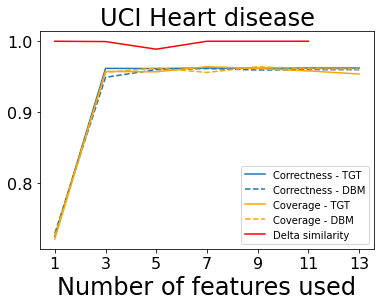 UCI Heart disease
1.0
0.9
0.8
Correctness - TGT
Correctness - DBM
Coverage - TGT
Coverage - DBM
Delta similarity
1 3 5 7 9 11 13
Number of features used